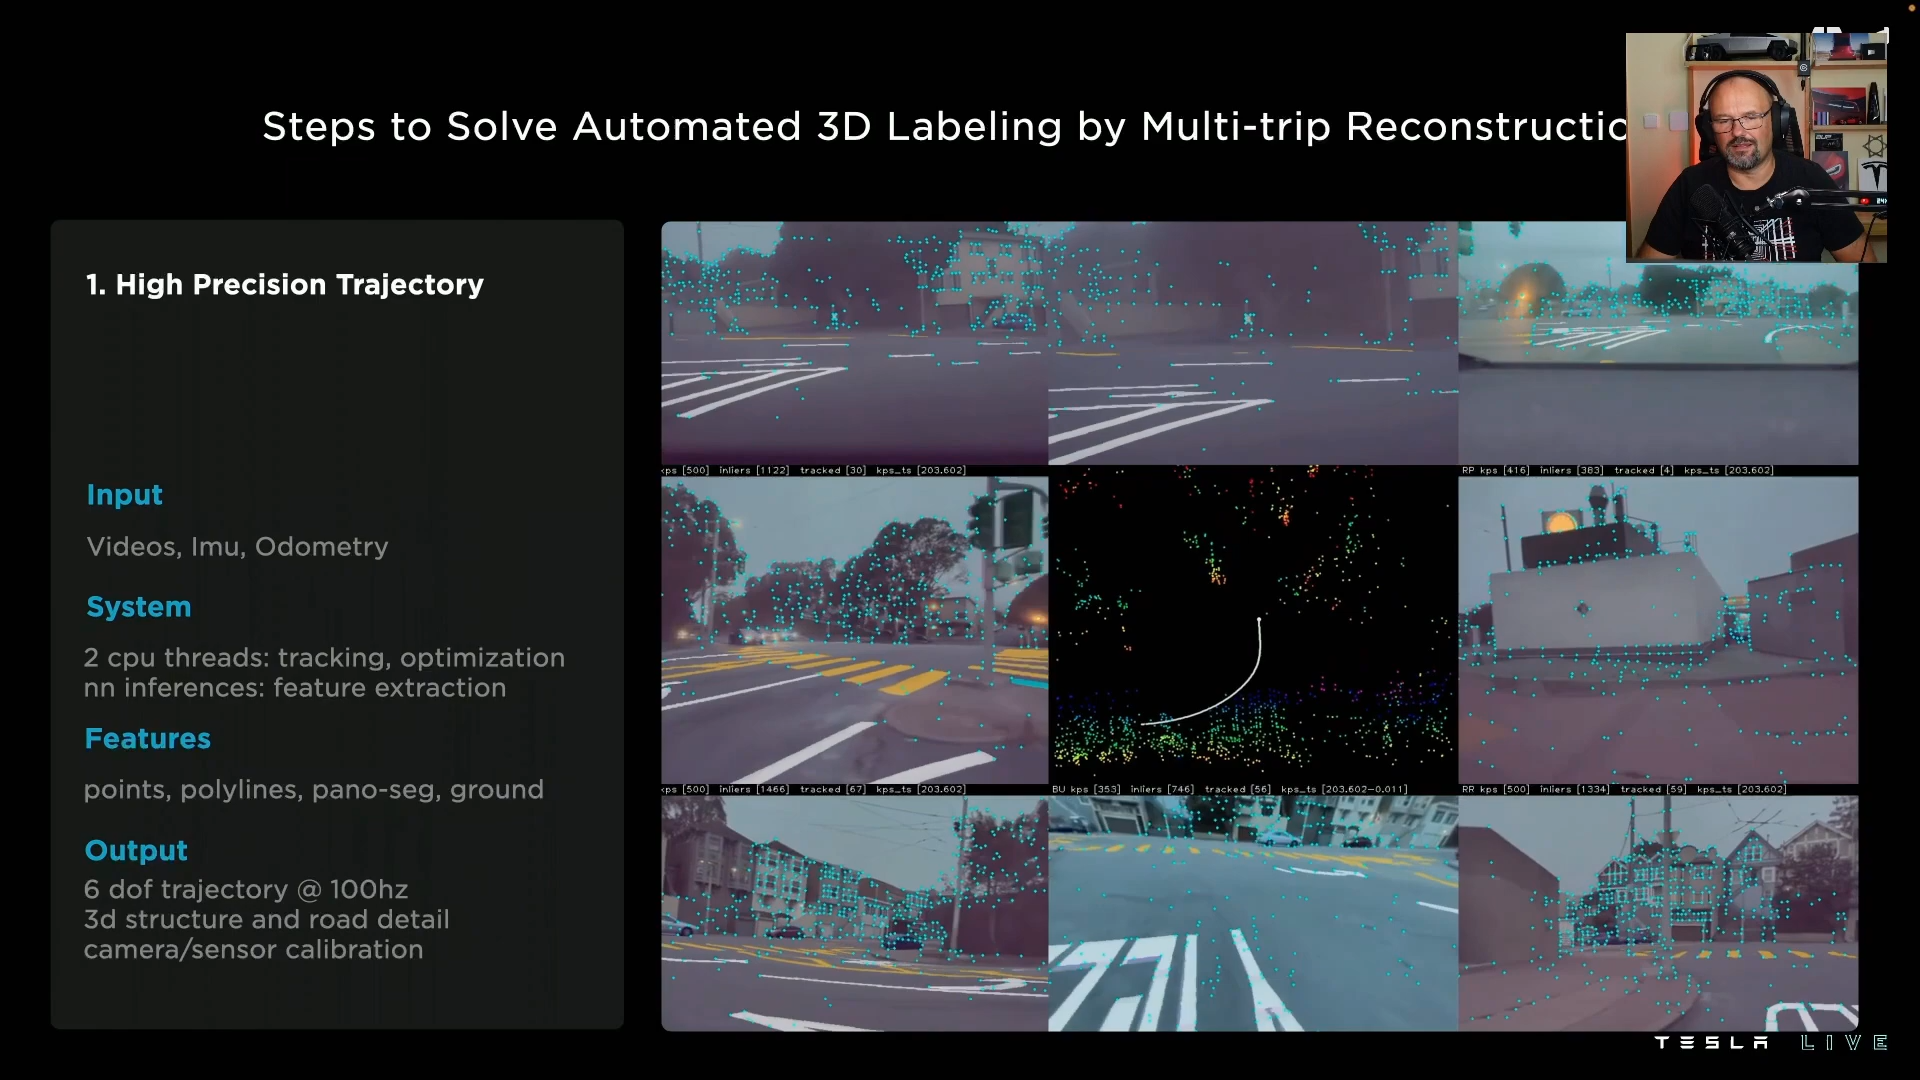 Steps to Solve Automated 3D Labeling by Multi-trip Reconstructio
1. High Precision Trajectory
Input
Videos, Imu, Odometry
System
2 cpu threads: tracking, optimization
nn inferences: feature extraction
Features
points, polylines, pano-seg, ground
Output
6 dof trajectory @ 100hz
3d structure and road detail
camera/sensor calibration
kps [500] inliers [1122] tracked [30] kps_ts [203.602]
RP kps [416] inliers [383] tracked [4] kps_ts [203.602]
kps [500] inliers [1466] tracked [67] kps_ts [203.602]
BU kps [353] inliers [746] tracked [56] kps_ts [203.602-0.011]
RR kps [500] inliers [1334] tracked [59] kps_ts [203.602]
TESLA LIVE